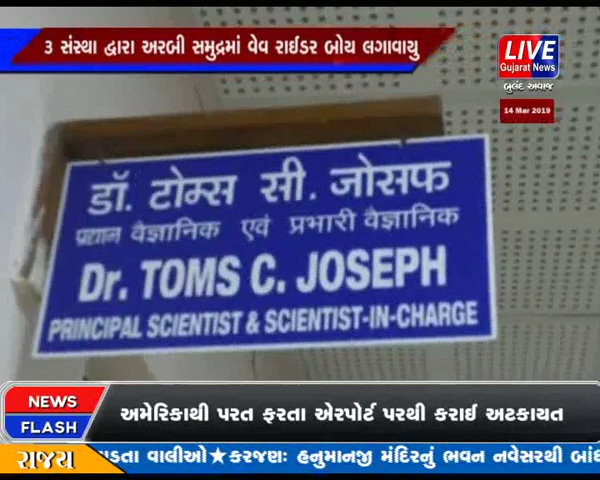 3 સંસ્થા દ્વારા અરબી સમુદ્રમાં વેવ રાઈડર બોય લગાવાયુ
LIVE
Gujarat News
બુલંદ અવાજ
14 Mar 2019
डॉ. टोम्स सी. जोसफ
प्रधान वैज्ञानिक एवं प्रभारी वैज्ञानिक
Dr. TOMS C. JOSEPH
PRINCIPAL SCIENTIST & SCIENTIST-IN-CHARGE
NEWS
FLASH
અમેરિકાથી પરત ફરતા એરપોર્ટ પરથી કરાઈ અટકાયત
રાજ્ય
પાડતા વાલીઓ★કરજણઃ હનુમાનજી મંદિરનું ભવન નવેસરથી બાંધ